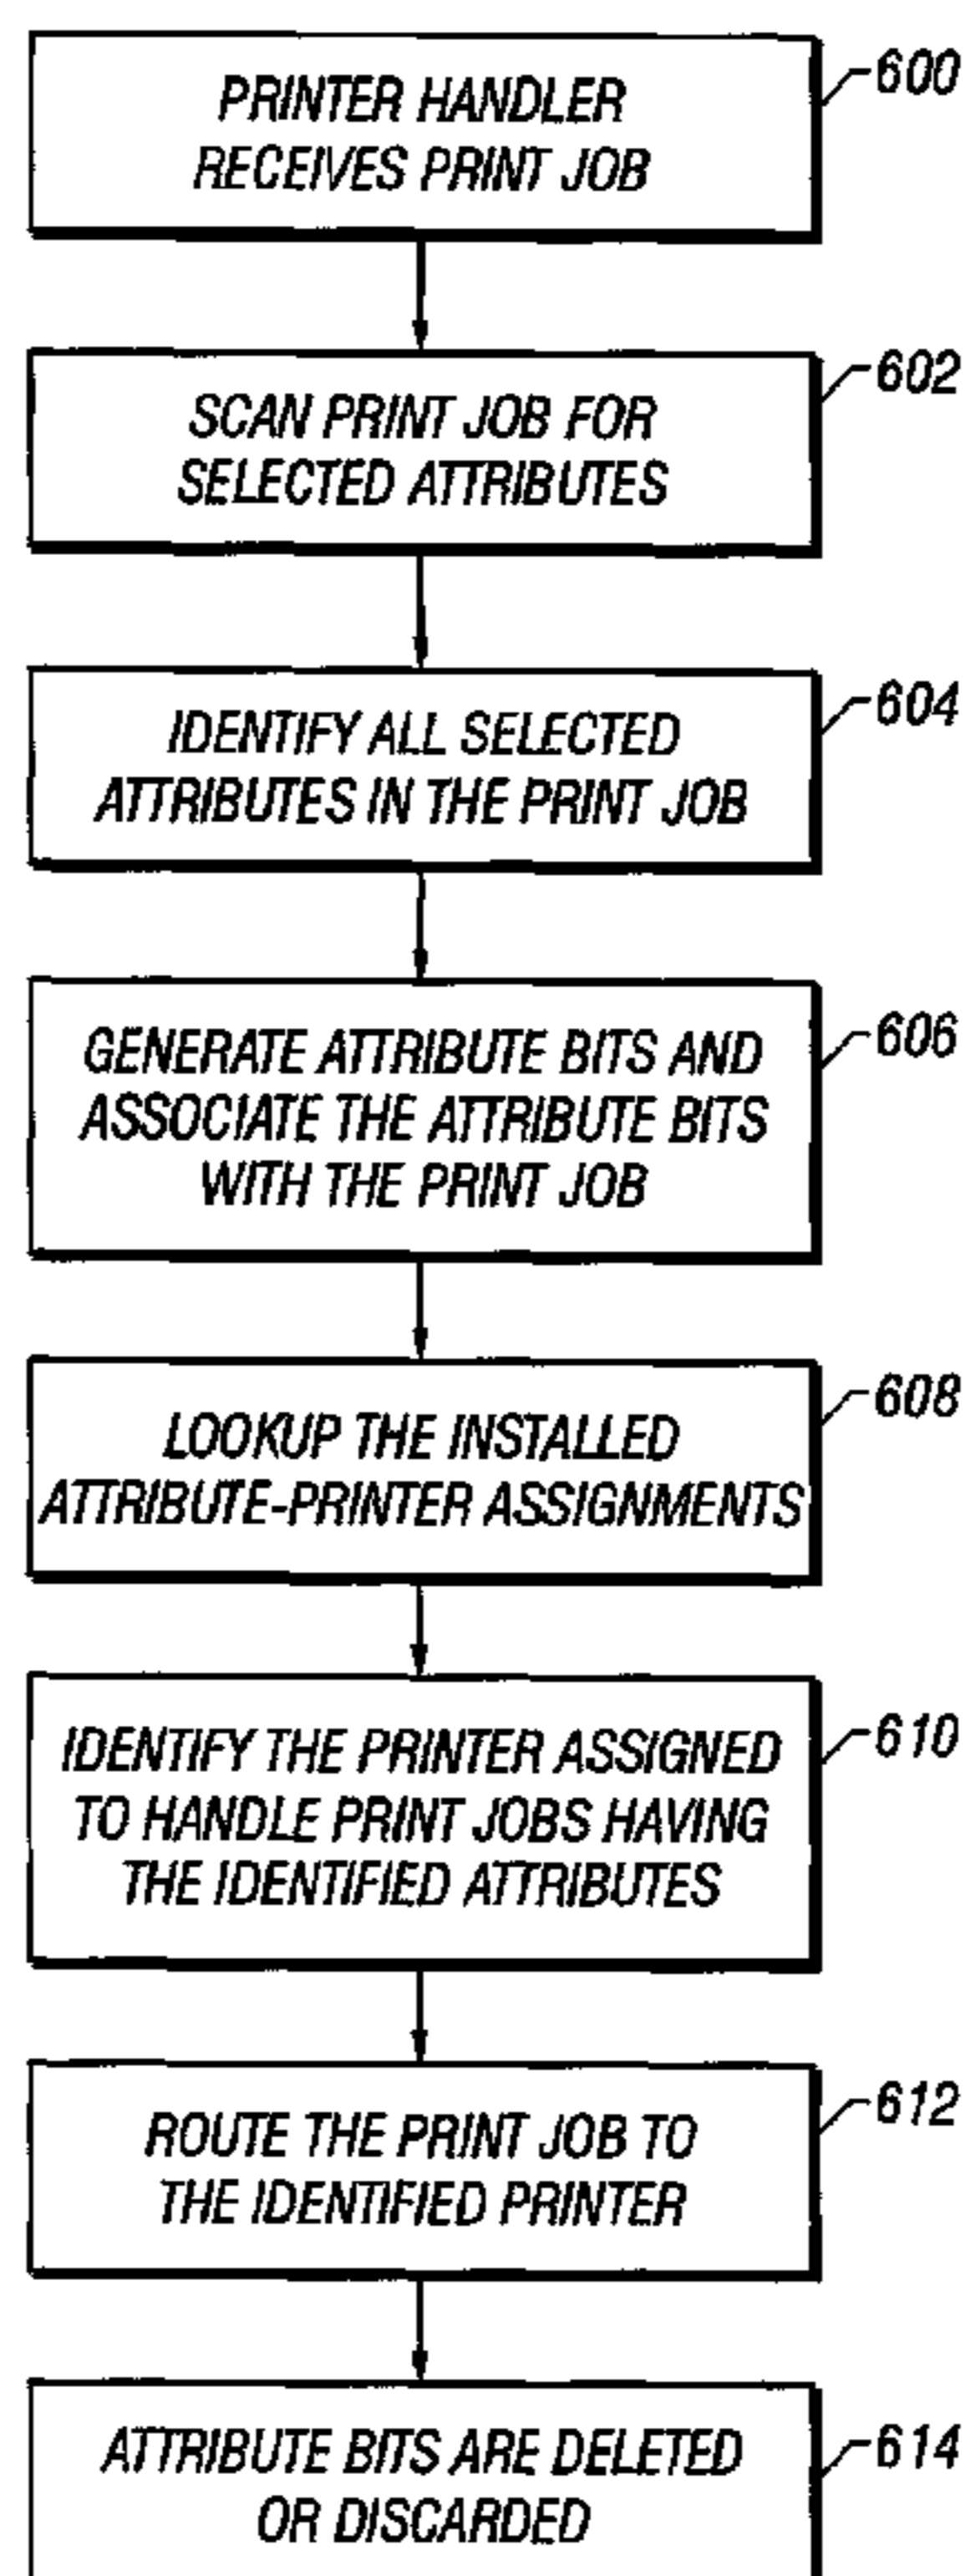 PRINTER HANDLER
RECEIVES PRINT JOB
600
SCAN PRINT JOB FOR
SELECTED ATTRIBUTES
602
IDENTIFY ALL SELECTED
ATTRIBUTES IN THE PRINT JOB
604
GENERATE ATTRIBUTE BITS AND
ASSOCIATE THE ATTRIBUTE BITS
WITH THE PRINT JOB
606
LOOKUP THE INSTALLED
ATTRIBUTE-PRINTER ASSIGNMENTS
608
IDENTIFY THE PRINTER ASSIGNED
TO HANDLE PRINT JOBS HAVING
THE IDENTIFIED ATTRIBUTES
610
ROUTE THE PRINT JOB TO
THE IDENTIFIED PRINTER
612
ATTRIBUTE BITS ARE DELETED
OR DISCARDED
614